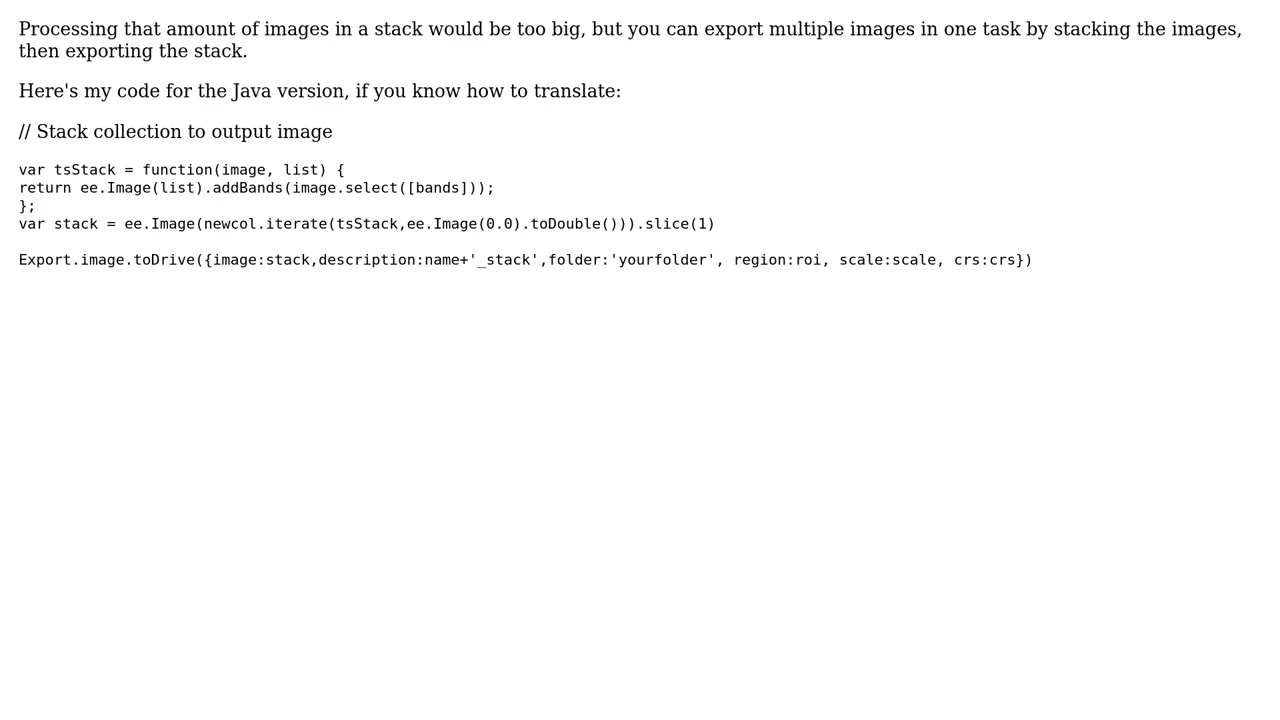 Processing that amount of images in a stack would be too big, but you can export multiple images in one task by stacking the images,
then exporting the stack.
Here's my code for the Java version, if you know how to translate:
// Stack collection to output image
var tsStack = function(image, list) {
return ee.Image(list).addBands(image.select([bands]));
};
var stack = ee.Image(newcol.iterate(tsStack,ee.Image(0.0).toDouble())).slice(1)
Export.image.toDrive({image:stack,description:name+'_stack',folder:'yourfolder', region:roi, scale:scale, crs:crs})